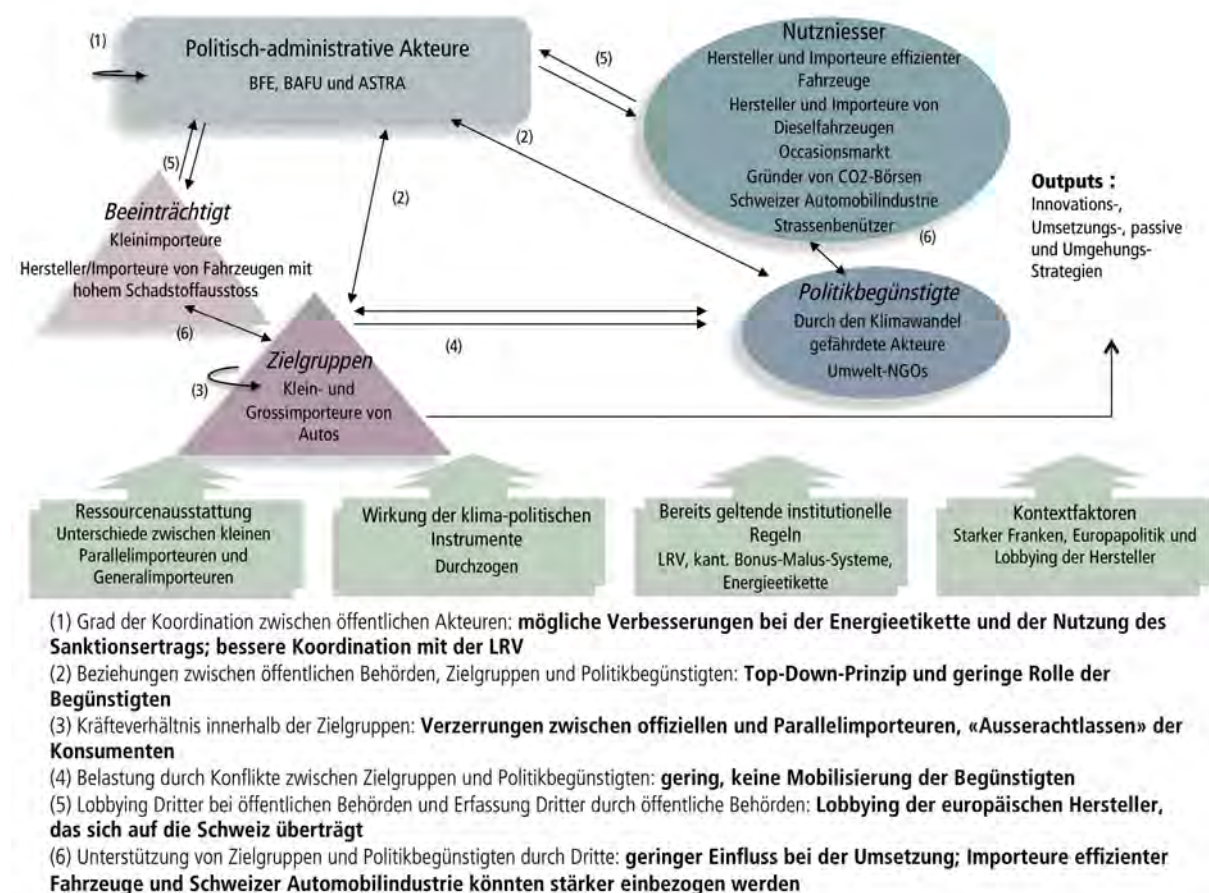 (1)
Politisch-administrative Akteure
BFE, BAFU und ASTRA
(5)
Nutzniesser
Hersteller und Importeure effizienter
Fahrzeuge
Hersteller und Importeure von
Dieselfahrzeugen
Occasionsmarkt
Gründer von CO2-Börsen
Schweizer Automobilindustrie
Strassenbenützer
(6)
(2)
(5)
(2)
Beeinträchtigt
Kleinimporteure
Hersteller/Importeure von Fahrzeugen mit
hohem Schadstoffausstoss
Outputs :
Innovations-,
Umsetzungs-, passive
und Umgehungs-
Strategien
Politikbegünstigte
Durch den Klimawandel
gefährdete Akteure
Umwelt-NGOs
(6)
(4)
(3)
Zielgruppen
Klein- und
Grossimporteure von
Autos
Ressourcenausstattung
Unterschiede zwischen kleinen
Parallelimporteuren und
Generalimporteuren
Wirkung der klima-politischen
Instrumente
Durchzogen
Bereits geltende institutionelle
Regeln
LRV, kant. Bonus-Malus-Systeme,
Energieetikette
Kontextfaktoren
Starker Franken, Europapolitik und
Lobbying der Hersteller
(1) Grad der Koordination zwischen öffentlichen Akteuren: mögliche Verbesserungen bei der Energieetikette und der Nutzung des
Sanktionsertrags; bessere Koordination mit der LRV
(2) Beziehungen zwischen öffentlichen Behörden, Zielgruppen und Politikbegünstigten: Top-Down-Prinzip und geringe Rolle der
Begünstigten
(3) Kräfteverhältnis innerhalb der Zielgruppen: Verzerrungen zwischen offiziellen und Parallelimporteuren, «Ausserachtlassen» der
Konsumenten
(4) Belastung durch Konflikte zwischen Zielgruppen und Politikbegünstigten: gering, keine Mobilisierung der Begünstigten
(5) Lobbying Dritter bei öffentlichen Behörden und Erfassung Dritter durch öffentliche Behörden: Lobbying der europäischen Hersteller,
das sich auf die Schweiz überträgt
(6) Unterstützung von Zielgruppen und Politikbegünstigten durch Dritte: geringer Einfluss bei der Umsetzung; Importeure effizienter
Fahrzeuge und Schweizer Automobilindustrie könnten stärker einbezogen werden